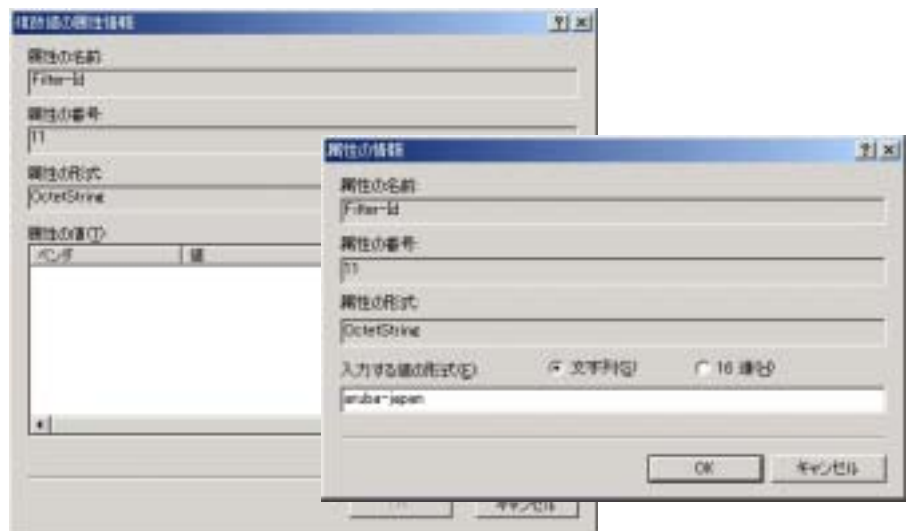 複数値の属性情報
属性の名前:
Filter-Id
属性の番号:
11
属性の形式:
OctetString
属性の値(T):
ベンダ 値
キャンセル
属性の情報
属性の名前:
Filter-Id
属性の番号:
11
属性の形式:
OctetString
入力する値の形式(E): 文字列(S) 16 進(H)
aruba-japan
OK キャンセル